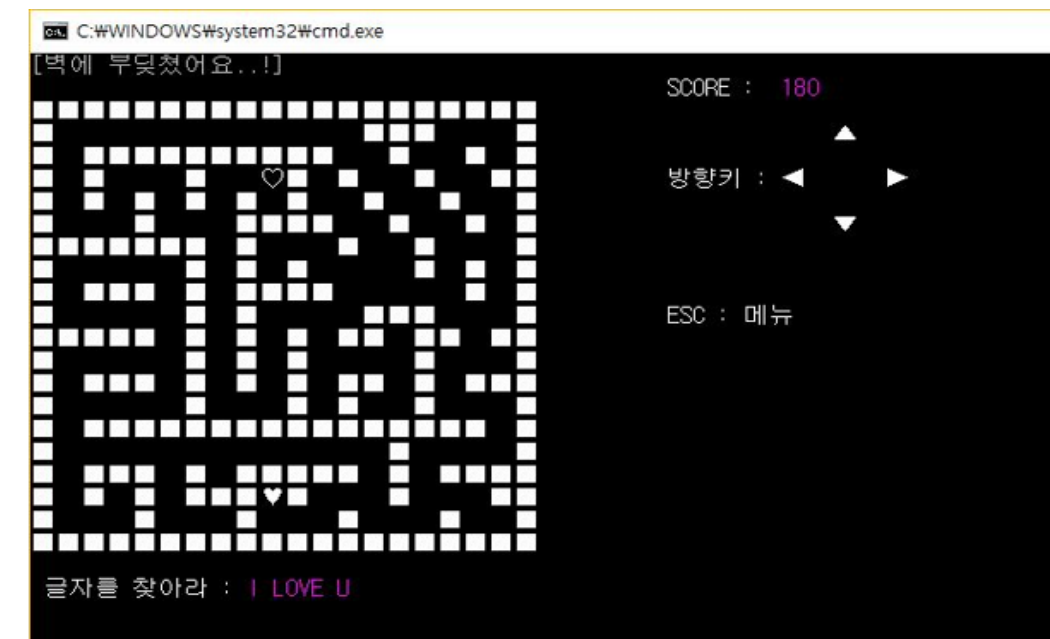 C:₩WINDOWS₩system32₩cmd.exe
[벽에 부딪쳤어요..!]
SCORE : 180
방향키 :
ESC : 메뉴
글자를 찾아라 : I LOVE U